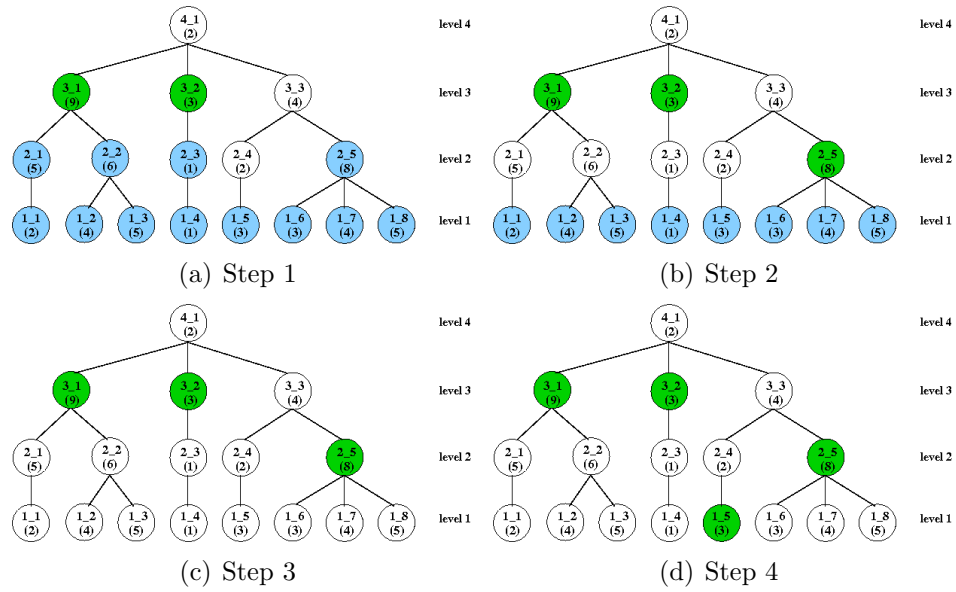 4_1 level 4 4_1 level 4
(2) (2)
3_1 3_2 3_3 level 3 3_1 3_2 3_3 level 3
(9) (3) (4) (9) (3) (4)
2_1 2_2 2_3 2_4 2_5 level 2 2_1 2_2 2_3 2_4 2_5 level 2
(5) (6) (1) (2) (8) (5) (6) (1) (2) (8)
1_1 1_2 1_3 1_4 1_5 1_6 1_7 1_8 level 1 1_1 1_2 1_3 1_4 1_5 1_6 1_7 1_8 level 1
(2) (4) (5) (1) (3) (3) (4) (5) (2) (4) (5) (1) (3) (3) (4) (5)
(a) Step 1 (b) Step 2
4_1 level 4 4_1 level 4
(2) (2)
3_1 3_2 3_3 level 3 3_1 3_2 3_3 level 3
(9) (3) (4) (9) (3) (4)
2_1 2_2 2_3 2_4 2_5 level 2 2_1 2_2 2_3 2_4 2_5 level 2
(5) (6) (1) (2) (8) (5) (6) (1) (2) (8)
1_1 1_2 1_3 1_4 1_5 1_6 1_7 1_8 level 1 1_1 1_2 1_3 1_4 1_5 1_6 1_7 1_8 level 1
(2) (4) (5) (1) (3) (3) (4) (5) (2) (4) (5) (1) (3) (3) (4) (5)
(c) Step 3 (d) Step 4